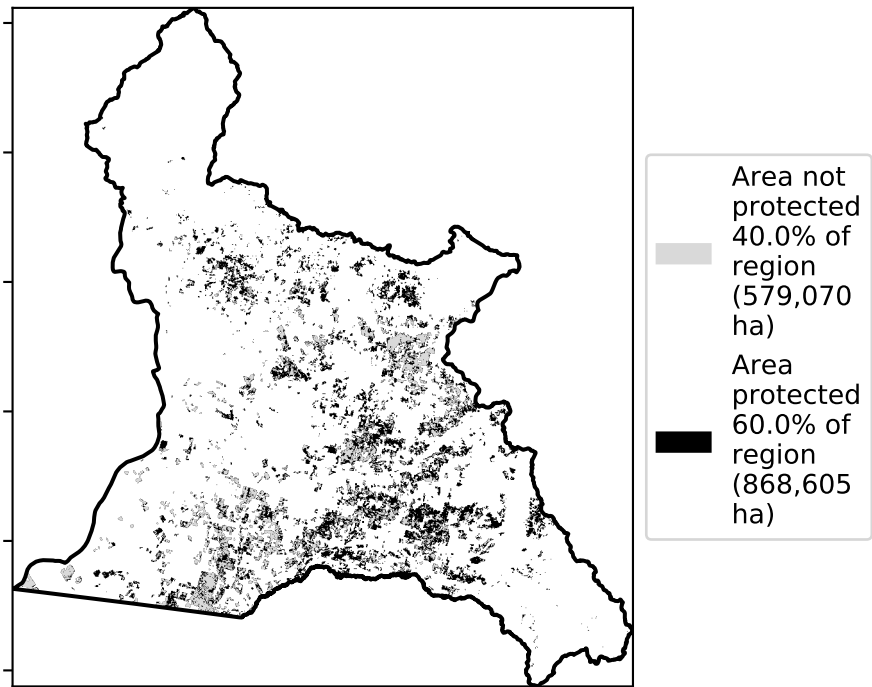 Area not
protected
40.0% of
region
(579,070
ha)
Area
protected
60.0% of
region
(868,605
ha)